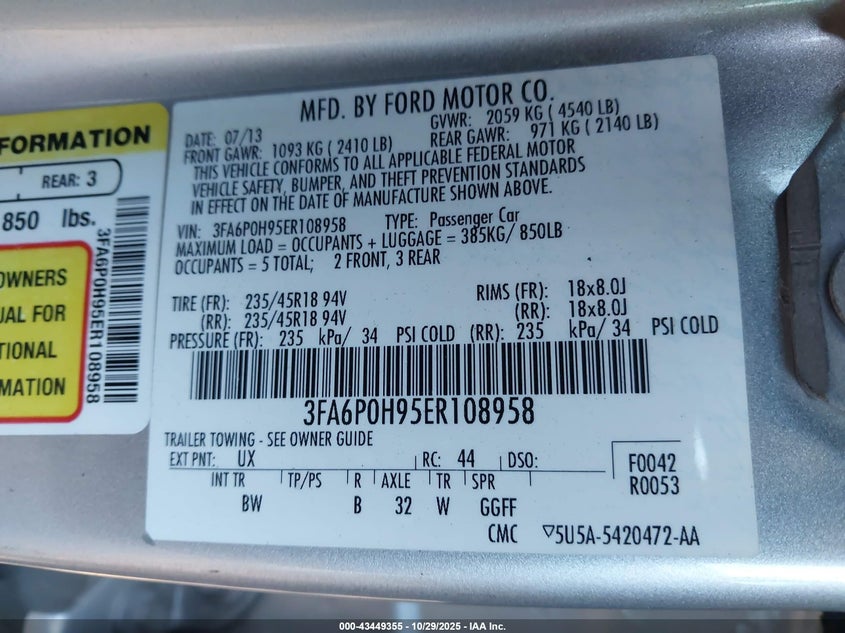 FORMATION
REAR: 3
850 lbs.
3FA6P0H95ER108958
OWNERS
UAL FOR
TIONAL
MATION
MFD. BY FORD MOTOR CO.
DATE: 07/13 GVWR: 2059 KG ( 4540 LB)
FRONT GAWR: 1093 KG ( 2410 LB) REAR GAWR: 971 KG ( 2140 LB)
THIS VEHICLE CONFORMS TO ALL APPLICABLE FEDERAL MOTOR
VEHICLE SAFETY, BUMPER, AND THEFT PREVENTION STANDARDS
IN EFFECT ON THE DATE OF MANUFACTURE SHOWN ABOVE.
VIN: 3FA6P0H95ER108958 TYPE: Passenger Car
MAXIMUM LOAD = OCCUPANTS + LUGGAGE = 385KG/ 850LB
OCCUPANTS = 5 TOTAL; 2 FRONT, 3 REAR
TIRE (FR): 235/45R18 94V RIMS (FR): 18x8.0J
(RR): 235/45R18 94V (RR): 18x8.0J
PRESSURE (FR): 235 kPa/ 34 PSI COLD (RR): 235 kPa/ 34 PSI COLD
3FA6P0H95ER108958
TRAILER TOWING - SEE OWNER GUIDE
EXT PNT: UX RC: 44 DSO: F0042
INT TR TP/PS R AXLE TR SPR R0053
BW B 32 W GGFF
CMC ▽5U5A-5420472-AA
000-43449355 - 10/29/2025 - IAA Inc.